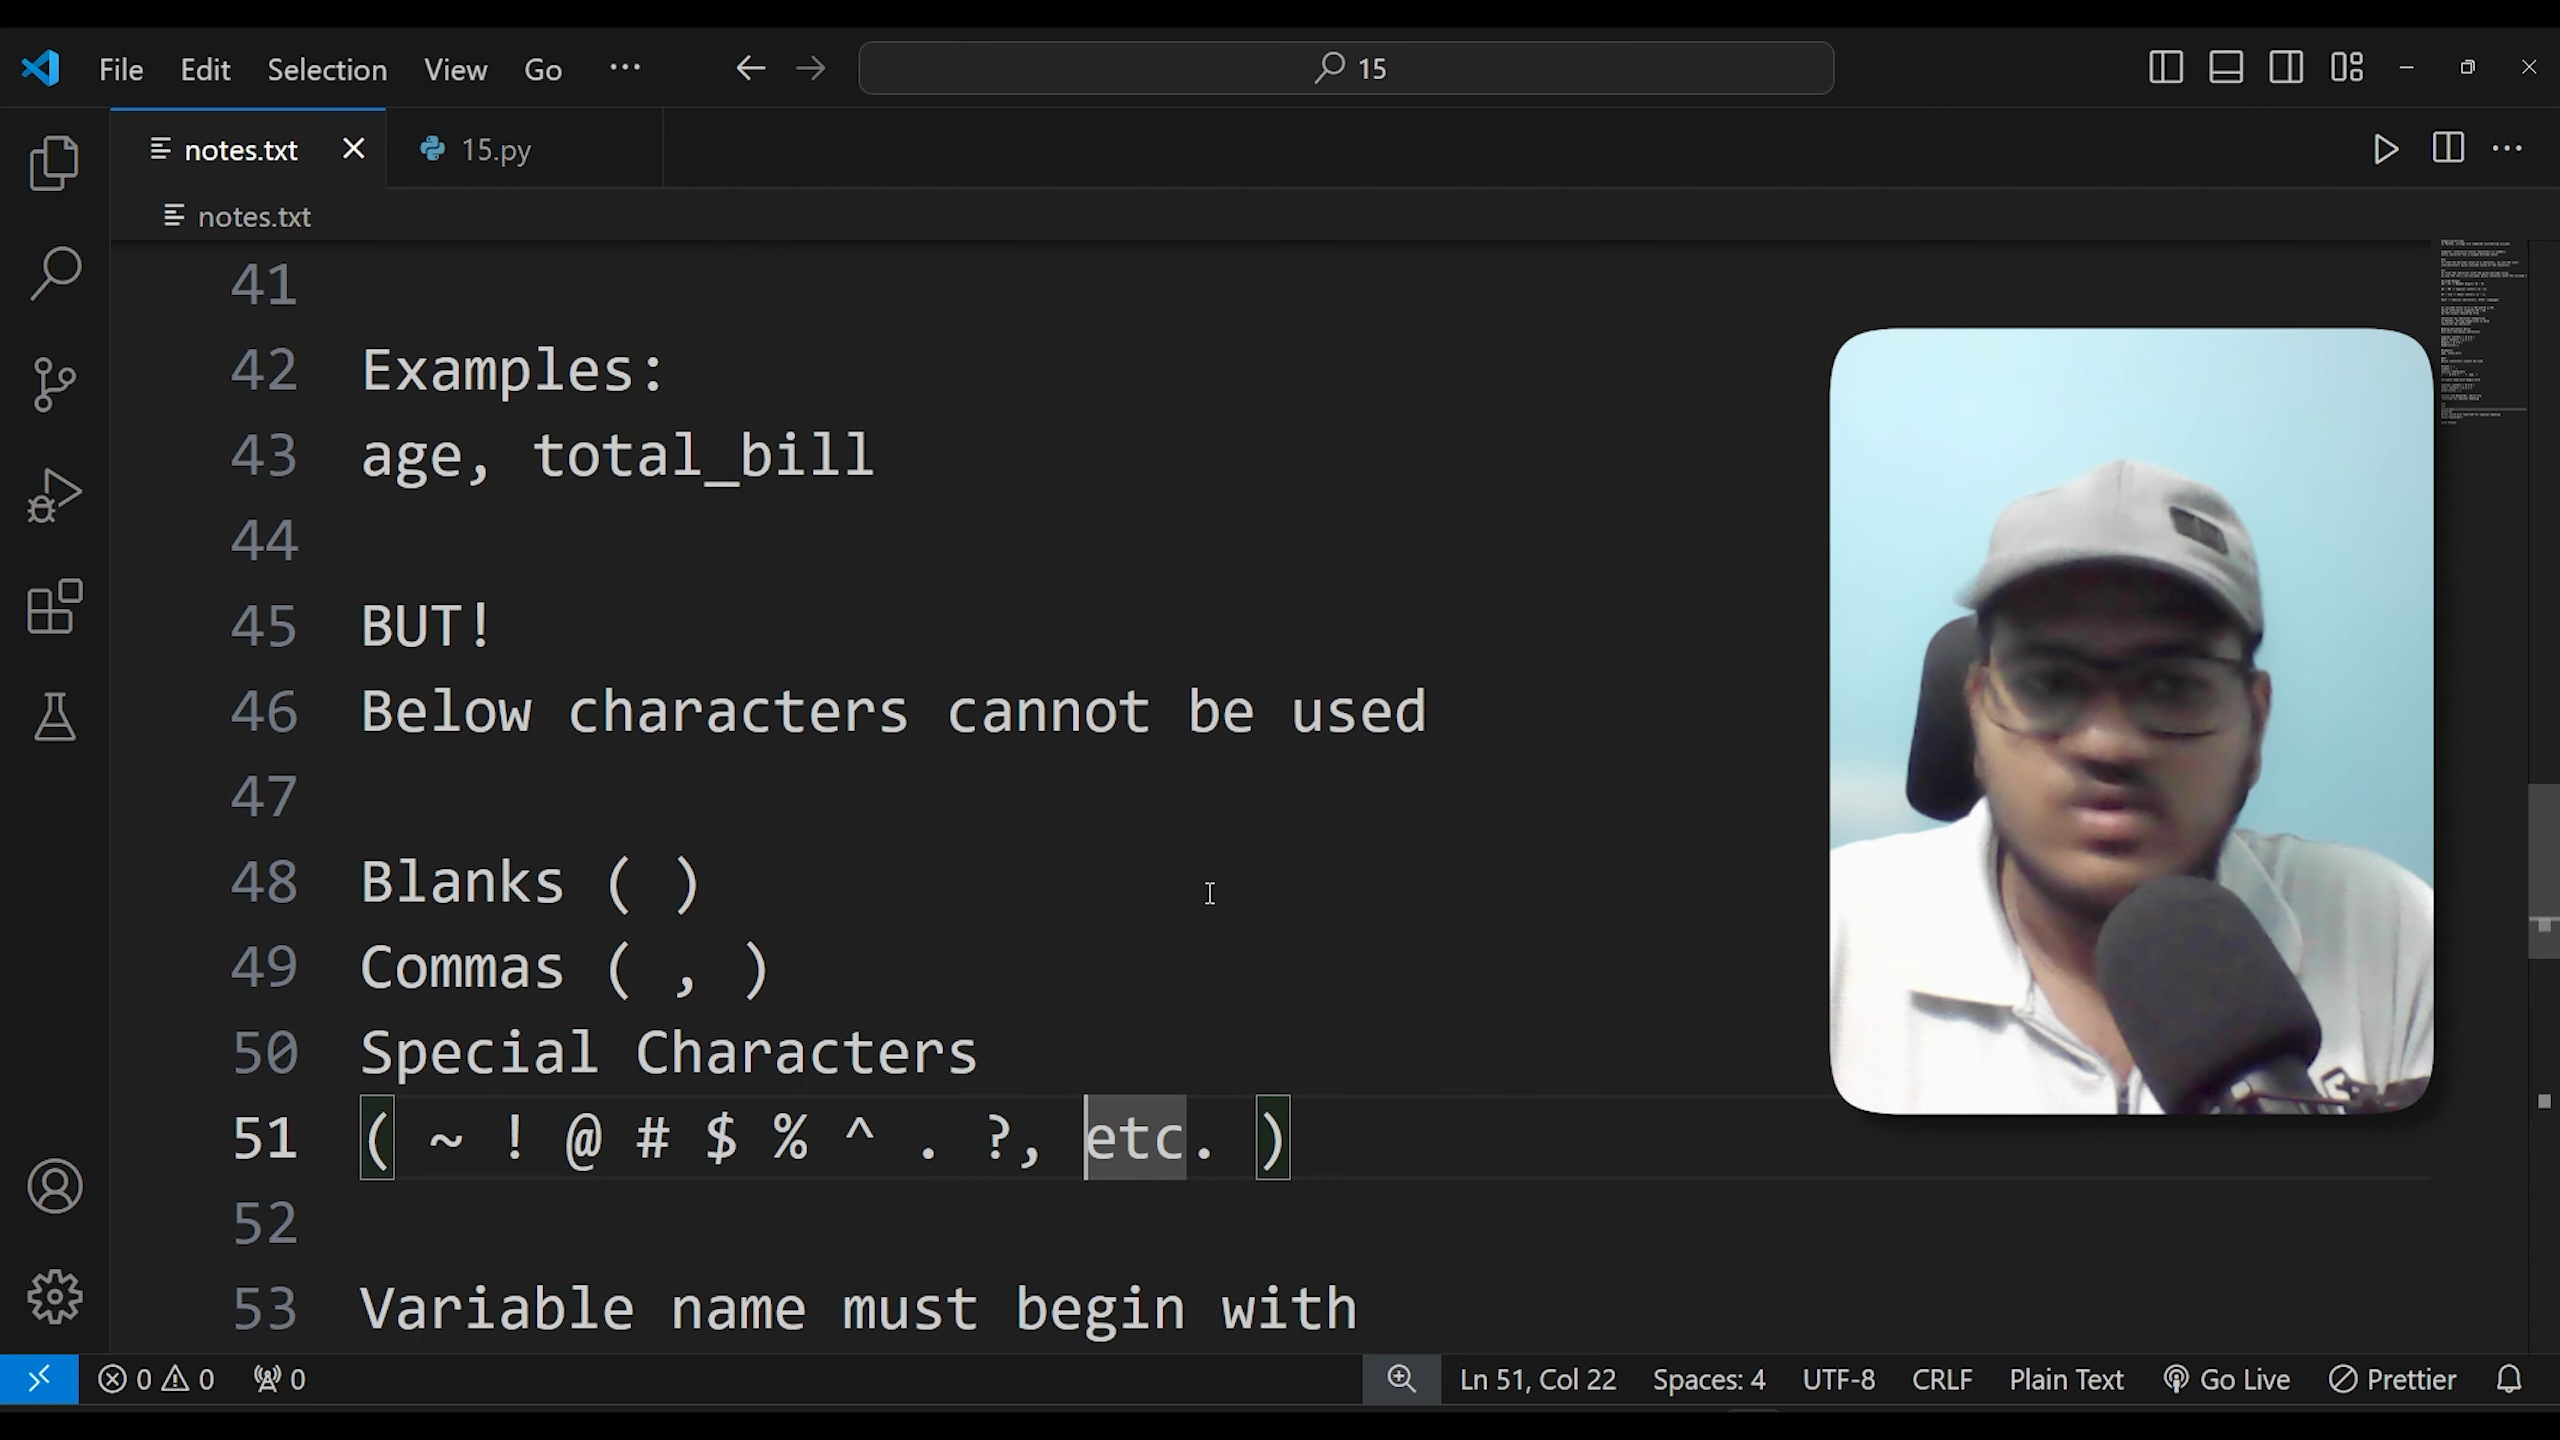 File Edit Selection View Go ··· 15
notes.txt 15.py
notes.txt
41
42 Examples:
43 age, total_bill
44
45 BUT!
46 Below characters cannot be used
47
48 Blanks ( )
49 Commas ( , )
50 Special Characters
51 ( ~ ! @ # $ % ^ . ?, etc. )
52
53 Variable name must begin with
0 0 0 Ln 51, Col 22 Spaces: 4 UTF-8 CRLF Plain Text Go Live Prettier